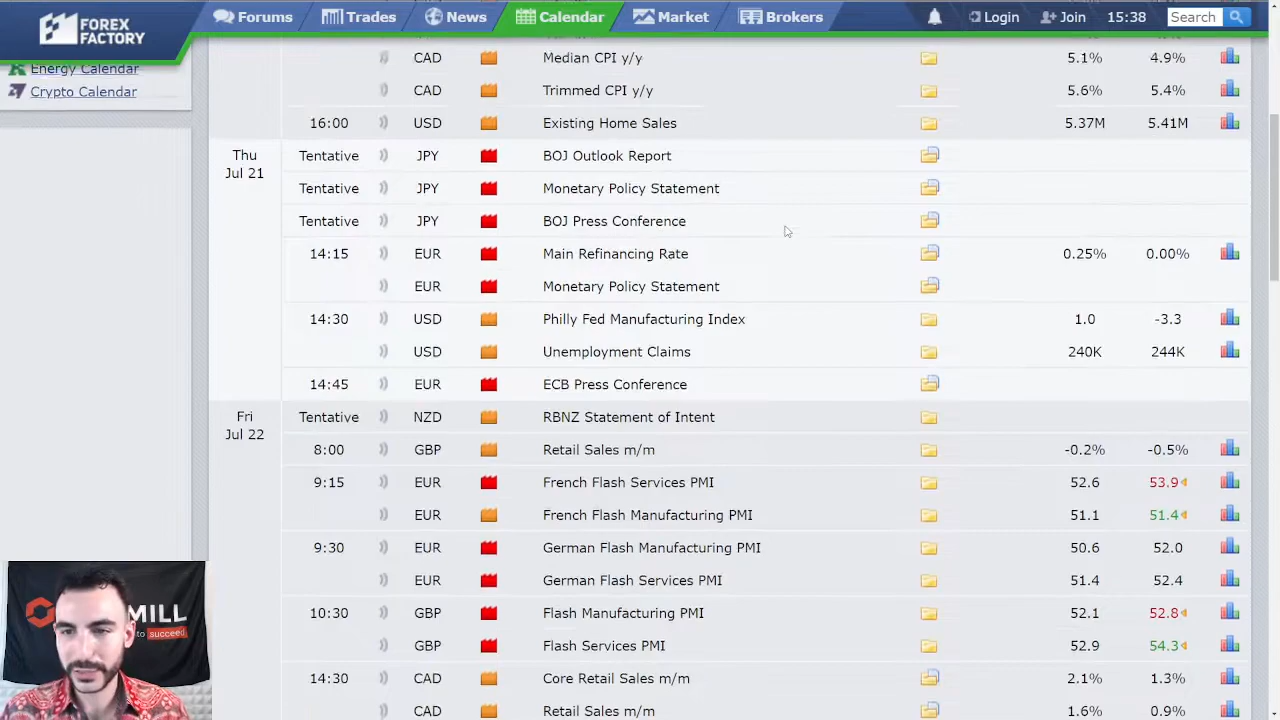 FOREX
FACTORY
Forums
Trades
News
Calendar
Market
Brokers
Login
Join
15:38
Search
Energy Calendar
Crypto Calendar
CAD Median CPI y/y 5.1% 4.9%
CAD Trimmed CPI y/y 5.6% 5.4%
16:00 USD Existing Home Sales 5.37M 5.41M
Thu
Jul 21
Tentative JPY BOJ Outlook Report
Tentative JPY Monetary Policy Statement
Tentative JPY BOJ Press Conference
14:15 EUR Main Refinancing Rate 0.25% 0.00%
EUR Monetary Policy Statement
14:30 USD Philly Fed Manufacturing Index 1.0 -3.3
USD Unemployment Claims 240K 244K
14:45 EUR ECB Press Conference
Fri
Jul 22
Tentative NZD RBNZ Statement of Intent
8:00 GBP Retail Sales m/m -0.2% -0.5%
9:15 EUR French Flash Services PMI 52.6 53.9
EUR French Flash Manufacturing PMI 51.1 51.4
9:30 EUR German Flash Manufacturing PMI 50.6 52.0
EUR German Flash Services PMI 51.4 52.4
10:30 GBP Flash Manufacturing PMI 52.1 52.8
GBP Flash Services PMI 52.9 54.3
14:30 CAD Core Retail Sales m/m 2.1% 1.3%
CAD Retail Sales m/m 1.6% 0.9%
MILL
to succeed